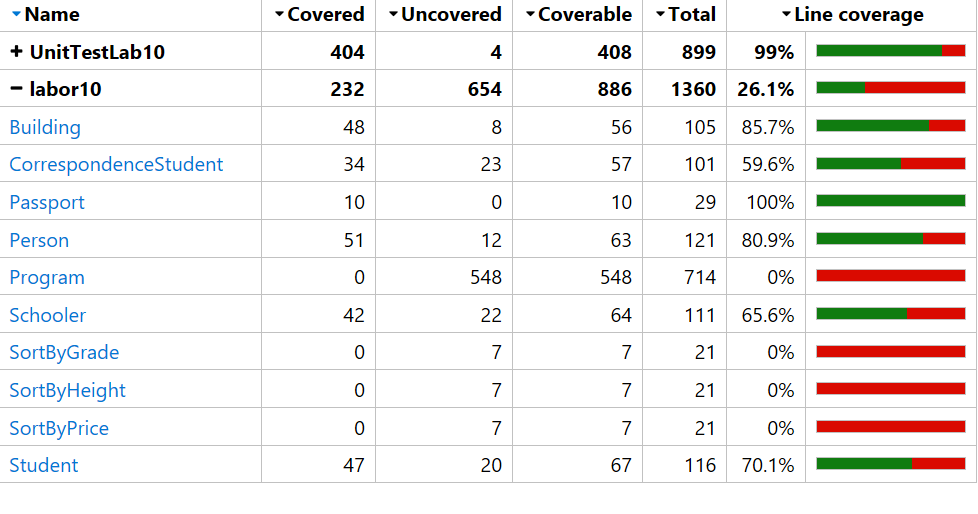 Name Covered Uncovered Coverable Total Line coverage
+ UnitTestLab10 404 4 408 899 99%
− labor10 232 654 886 1360 26.1%
Building 48 8 56 105 85.7%
CorrespondenceStudent 34 23 57 101 59.6%
Passport 10 0 10 29 100%
Person 51 12 63 121 80.9%
Program 0 548 548 714 0%
Schooler 42 22 64 111 65.6%
SortByGrade 0 7 7 21 0%
SortByHeight 0 7 7 21 0%
SortByPrice 0 7 7 21 0%
Student 47 20 67 116 70.1%